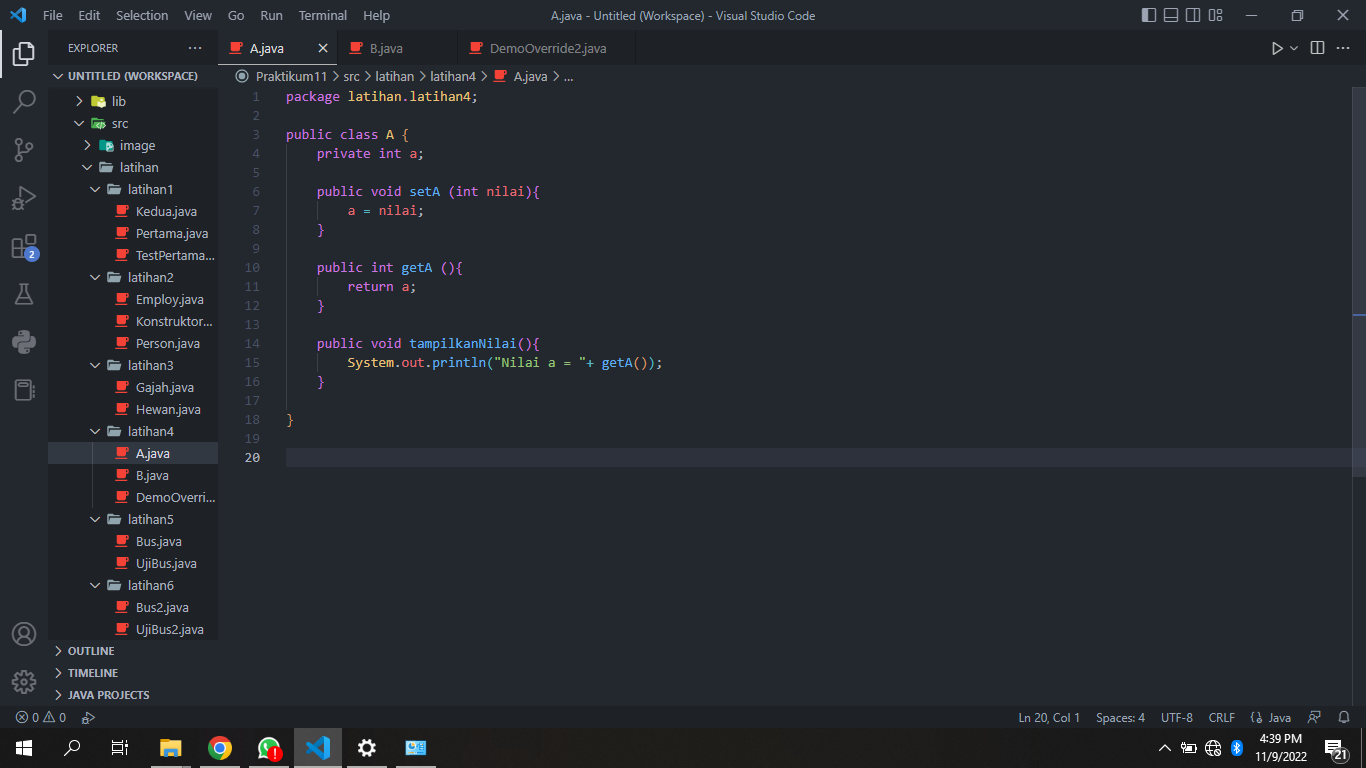 File Edit Selection View Go Run Terminal Help A.java - Untitled (Workspace) - Visual Studio Code
EXPLORER ··· A.java B.java DemoOverride2.java ···
UNTITLED (WORKSPACE)
lib
src
image
latihan
latihan1
Kedua.java
Pertama.java
TestPertama...
latihan2
Employ.java
Konstruktor...
Person.java
latihan3
Gajah.java
Hewan.java
latihan4
A.java
B.java
DemoOverri...
latihan5
Bus.java
UjiBus.java
latihan6
Bus2.java
UjiBus2.java
OUTLINE
TIMELINE
JAVA PROJECTS
2
Praktikum11 > src > latihan > latihan4 > A.java > ...
1 package latihan.latihan4;
2
3 public class A {
4 private int a;
5
6 public void setA (int nilai){
7 a = nilai;
8 }
9
10 public int getA (){
11 return a;
12 }
13
14 public void tampilkanNilai(){
15 System.out.println("Nilai a = "+ getA());
16 }
17
18 }
19
20
0 0 Ln 20, Col 1 Spaces: 4 UTF-8 CRLF {} Java
4:39 PM
11/9/2022
21